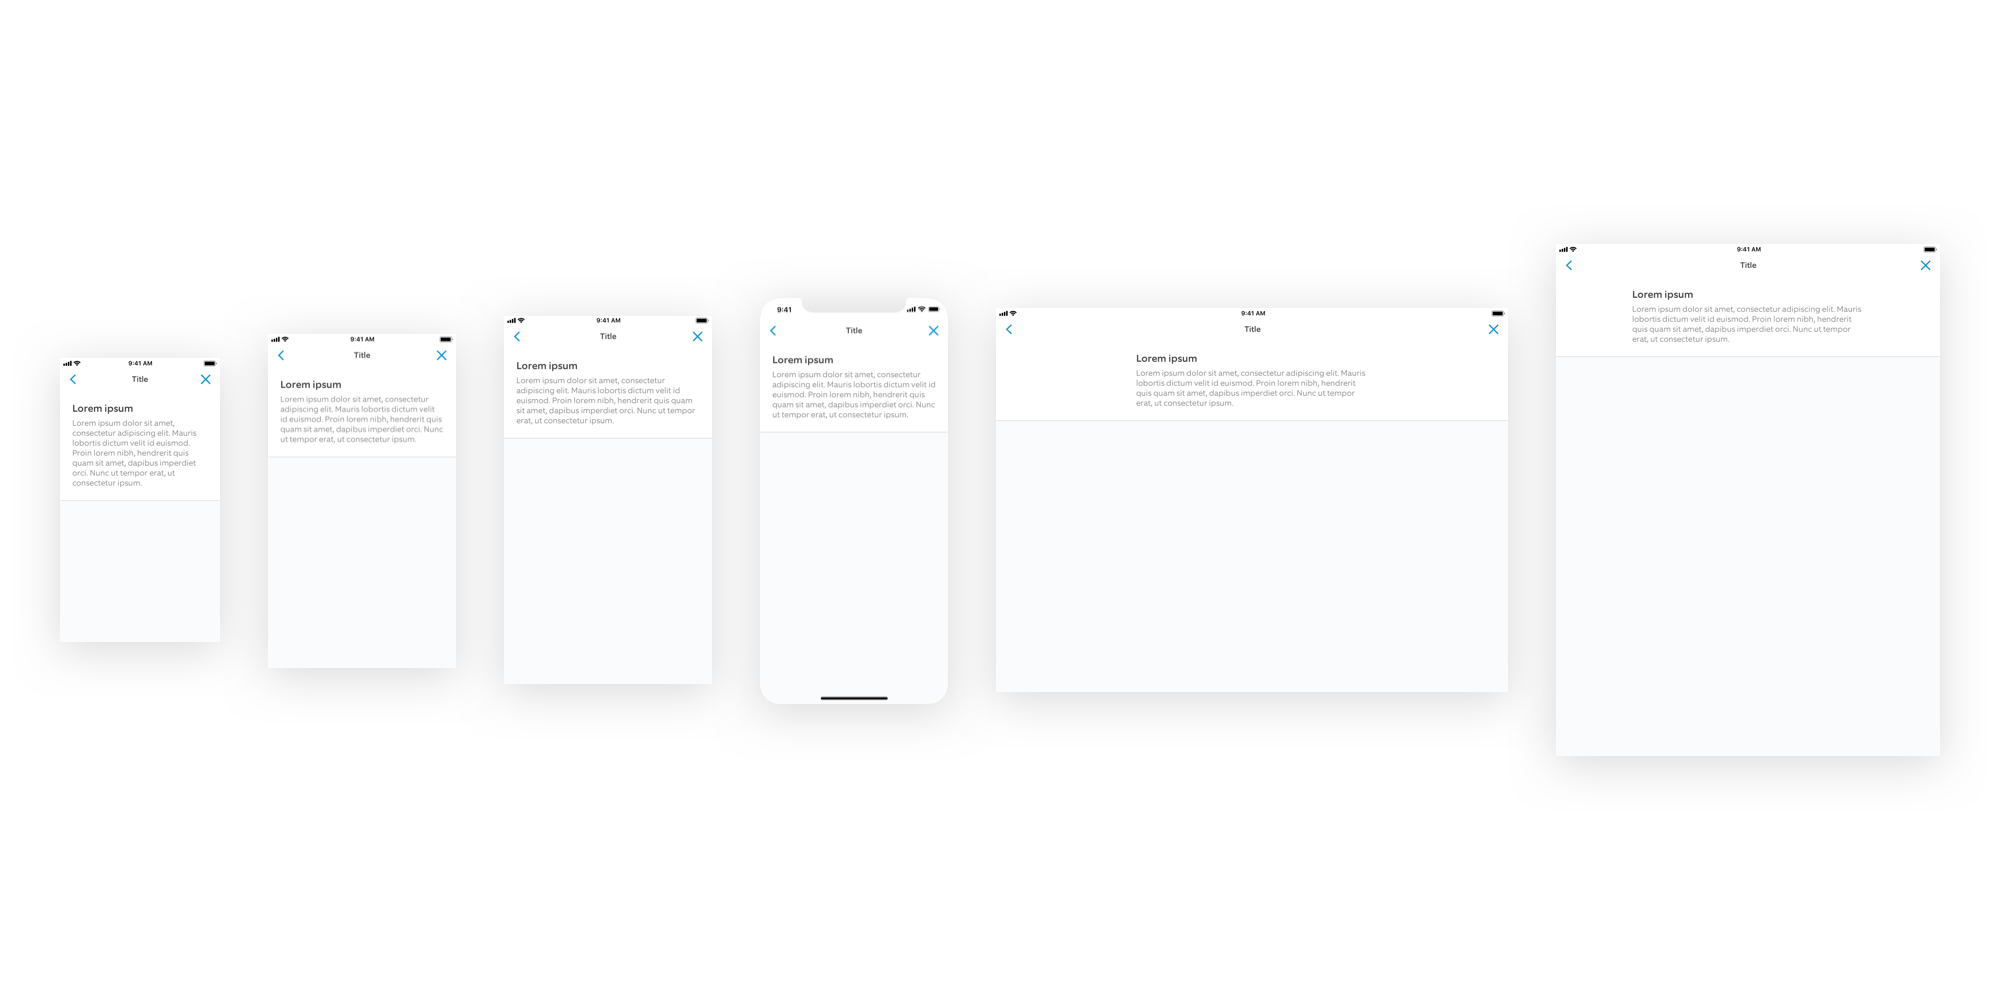 9:41 AM
Title
Lorem ipsum
Lorem ipsum dolor sit amet,
consectetur adipiscing elit. Mauris
lobortis dictum velit id euismod.
Proin lorem nibh, hendrerit quis
quam sit amet, dapibus imperdiet
orci. Nunc ut tempor erat, ut
consectetur ipsum.
9:41 AM
Title
Lorem ipsum
Lorem ipsum dolor sit amet, consectetur
adipiscing elit. Mauris lobortis dictum velit
id euismod. Proin lorem nibh, hendrerit quis
quam sit amet, dapibus imperdiet orci. Nunc
ut tempor erat, ut consectetur ipsum.
9:41 AM
Title
Lorem ipsum
Lorem ipsum dolor sit amet, consectetur
adipiscing elit. Mauris lobortis dictum velit id
euismod. Proin lorem nibh, hendrerit quis quam
sit amet, dapibus imperdiet orci. Nunc ut tempor
erat, ut consectetur ipsum.
9:41
Title
Lorem ipsum
Lorem ipsum dolor sit amet, consectetur
adipiscing elit. Mauris lobortis dictum velit id
euismod. Proin lorem nibh, hendrerit quis
quam sit amet, dapibus imperdiet orci. Nunc
ut tempor erat, ut consectetur ipsum.
9:41 AM
Title
Lorem ipsum
Lorem ipsum dolor sit amet, consectetur adipiscing elit. Mauris
lobortis dictum velit id euismod. Proin lorem nibh, hendrerit
quis quam sit amet, dapibus imperdiet orci. Nunc ut tempor
erat, ut consectetur ipsum.
9:41 AM
Title
Lorem ipsum
Lorem ipsum dolor sit amet, consectetur adipiscing elit. Mauris
lobortis dictum velit id euismod. Proin lorem nibh, hendrerit
quis quam sit amet, dapibus imperdiet orci. Nunc ut tempor
erat, ut consectetur ipsum.